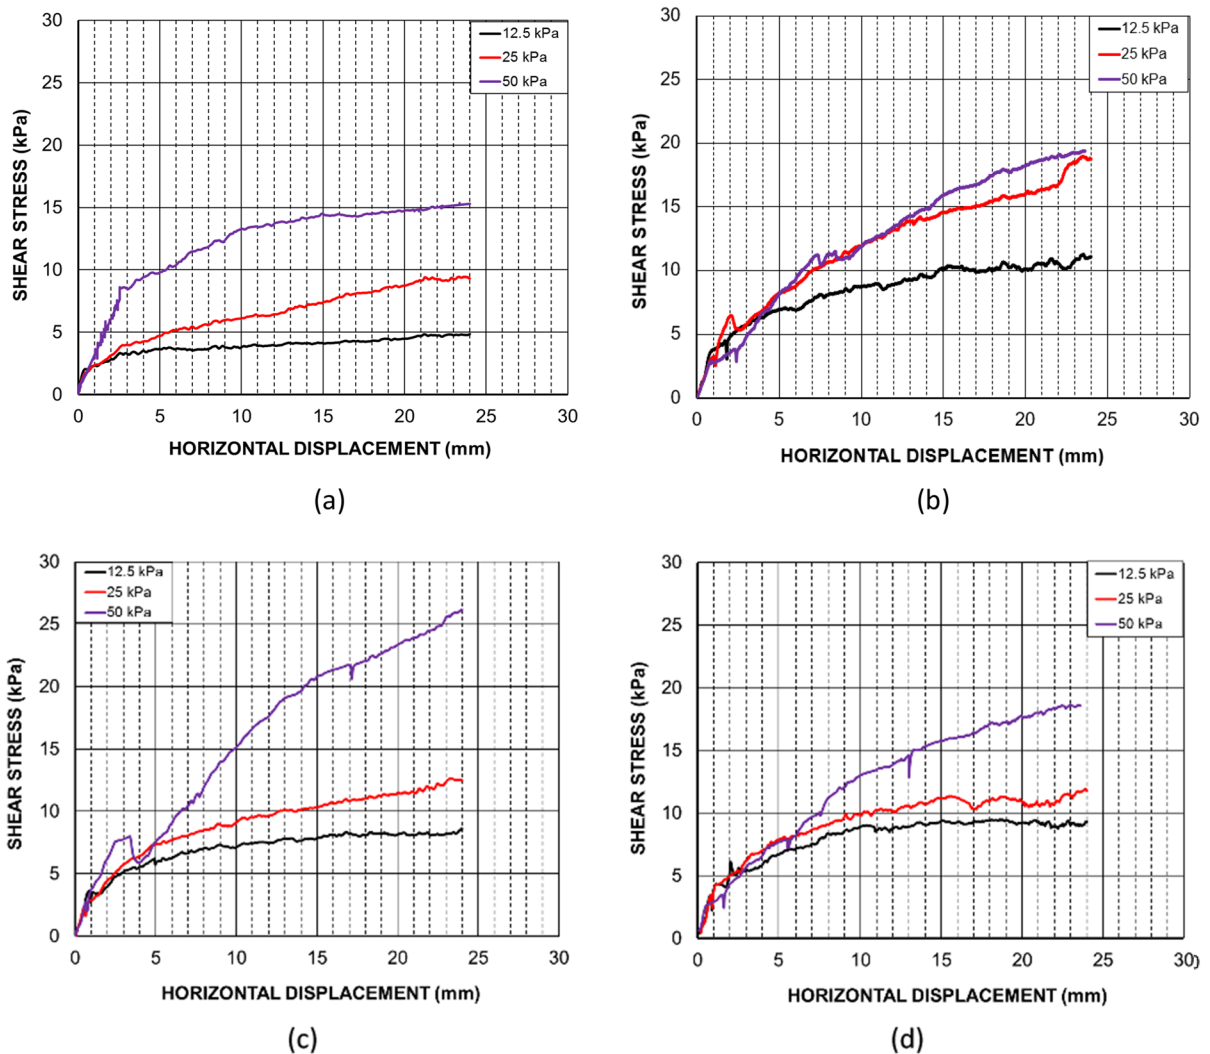 30
25
20
15
10
5
0
0 5 10 15 20 25 30
SHEAR STRESS (kPa)
HORIZONTAL DISPLACEMENT (mm)
12.5 kPa
25 kPa
50 kPa
(a)
30
25
20
15
10
5
0
0 5 10 15 20 25 30
SHEAR STRESS (kPa)
HORIZONTAL DISPLACEMENT (mm)
12.5 kPa
25 kPa
50 kPa
(b)
30
25
20
15
10
5
0
0 5 10 15 20 25 30
SHEAR STRESS (kPa)
HORIZONTAL DISPLACEMENT (mm)
12.5 kPa
25 kPa
50 kPa
(c)
30
25
20
15
10
5
0
0 5 10 15 20 25 30
SHEAR STRESS (kPa)
HORIZONTAL DISPLACEMENT (mm)
12.5 kPa
25 kPa
50 kPa
(d)